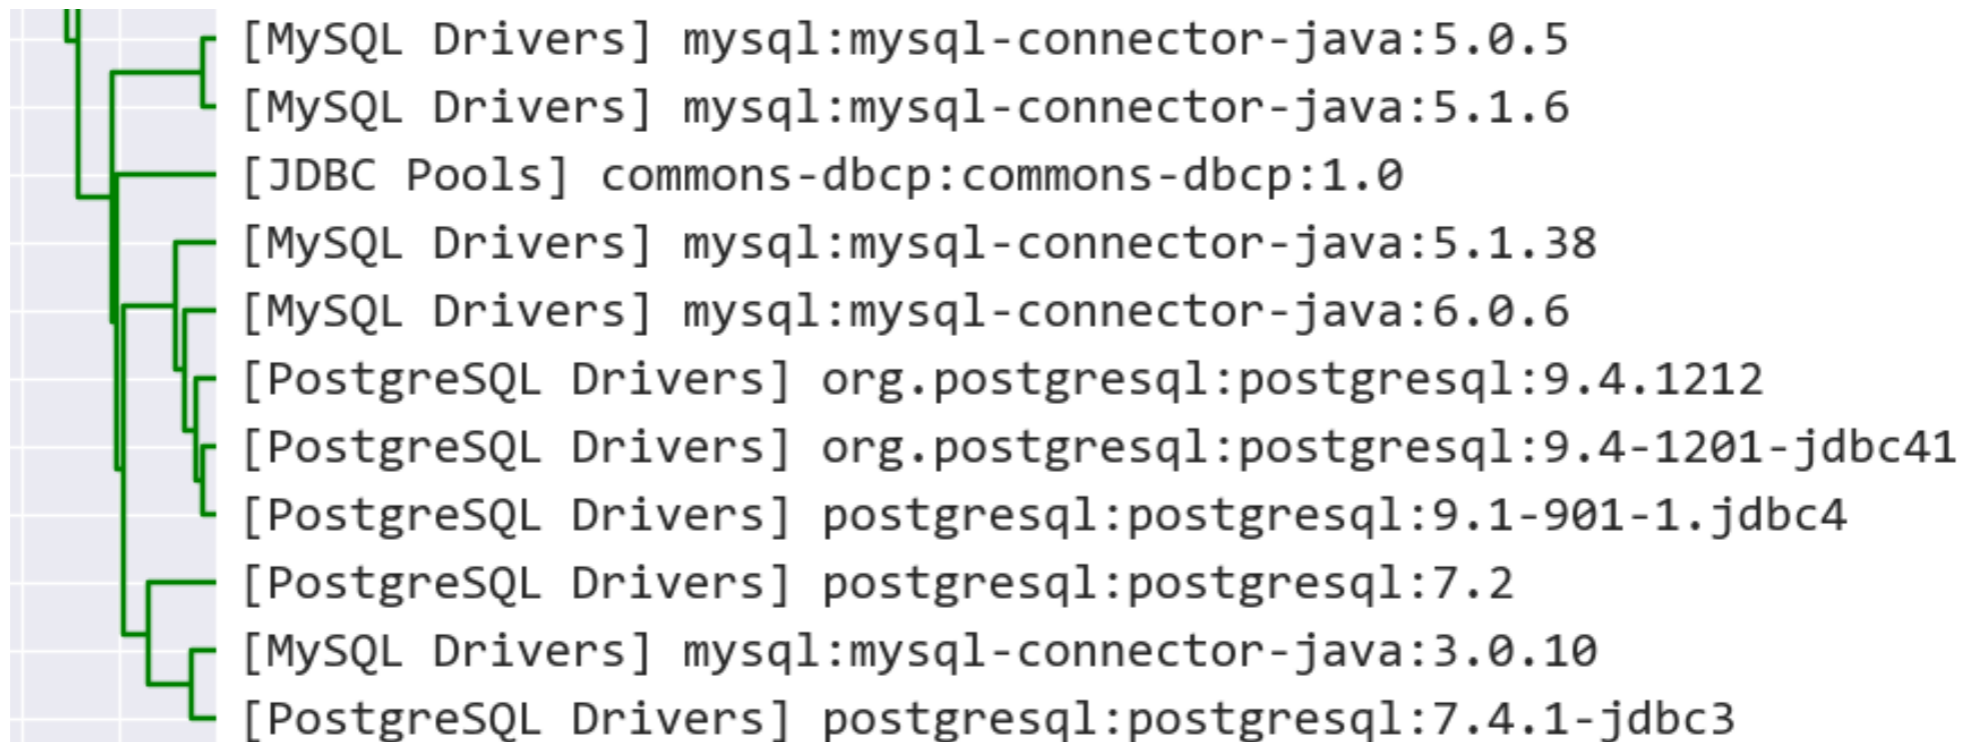 [MySQL Drivers] mysql:mysql-connector-java:5.0.5
[MySQL Drivers] mysql:mysql-connector-java:5.1.6
[JDBC Pools] commons-dbcp:commons-dbcp:1.0
[MySQL Drivers] mysql:mysql-connector-java:5.1.38
[MySQL Drivers] mysql:mysql-connector-java:6.0.6
[PostgreSQL Drivers] org.postgresql:postgresql:9.4.1212
[PostgreSQL Drivers] org.postgresql:postgresql:9.4-1201-jdbc41
[PostgreSQL Drivers] postgresql:postgresql:9.1-901-1.jdbc4
[PostgreSQL Drivers] postgresql:postgresql:7.2
[MySQL Drivers] mysql:mysql-connector-java:3.0.10
[PostgreSQL Drivers] postgresql:postgresql:7.4.1-jdbc3